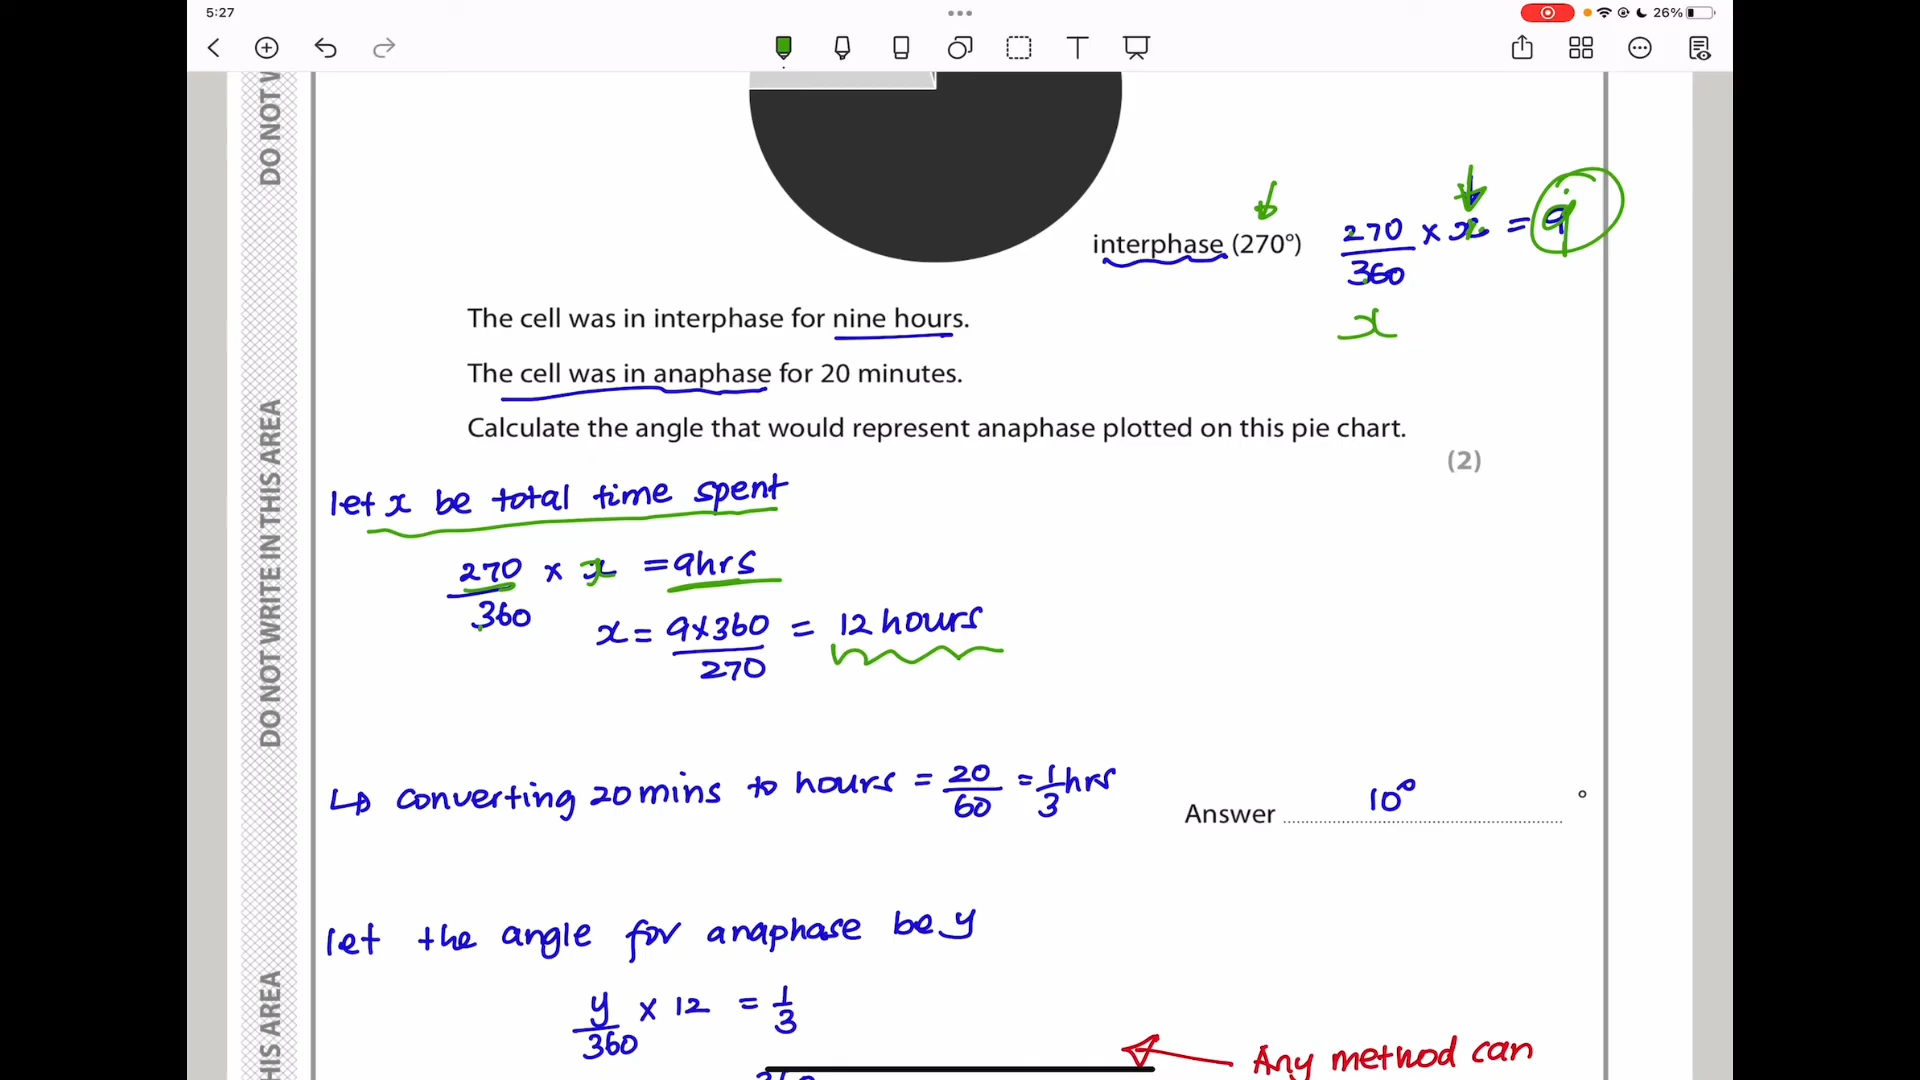 5:27
26%
DO NOT W
interphase (270°)
270 × x = 9
360
x
The cell was in interphase for nine hours.
The cell was in anaphase for 20 minutes.
Calculate the angle that would represent anaphase plotted on this pie chart.
(2)
DO NOT WRITE IN THIS AREA
let x be total time spent
270 × x = 9hrs
360
x = 9×360 = 12 hours
270
↳ converting 20 mins to hours = 20 = 1 hrs
60 3
Answer 10° °
let the angle for anaphase be y
y × 12 = 1
360 3
HIS AREA
Any method can